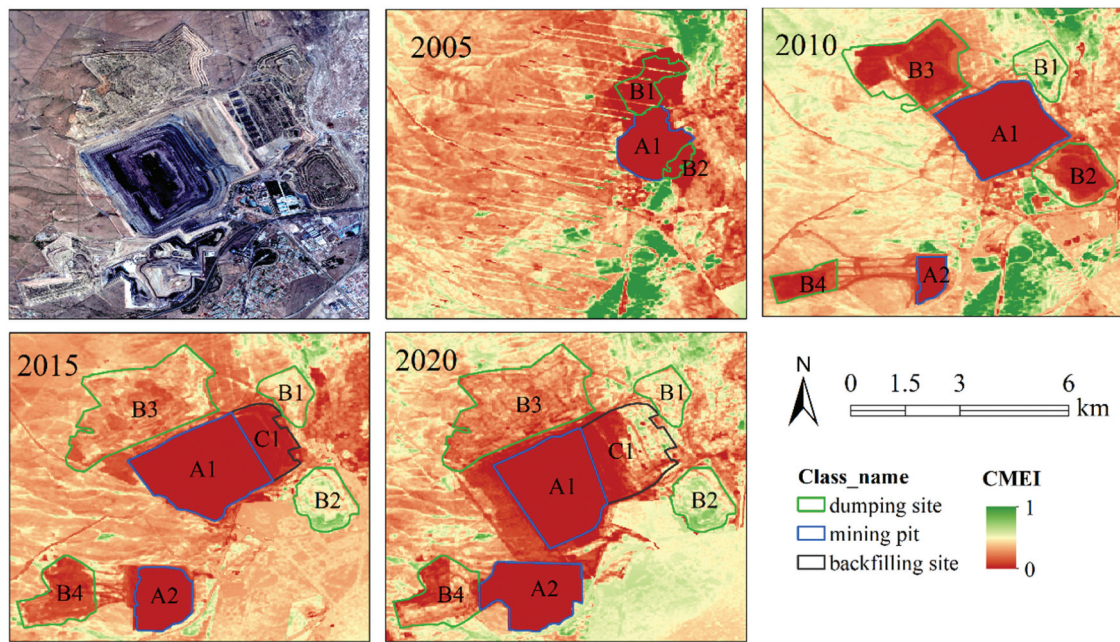 2005
B1
A1
B2
2010
B3
B1
A1
B2
B4
A2
2015
B3
B1
C1
A1
B2
B4
A2
2020
B3
B1
C1
A1
B2
B4
A2
N
0 1.5 3 6
km
Class_name
dumping site
mining pit
backfilling site
CMEI
1
0